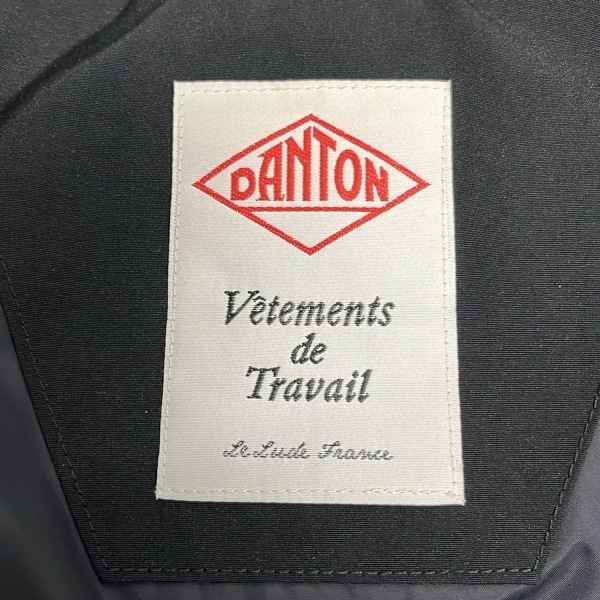 DANTON
Vêtements
de
Travail
Le Lude France